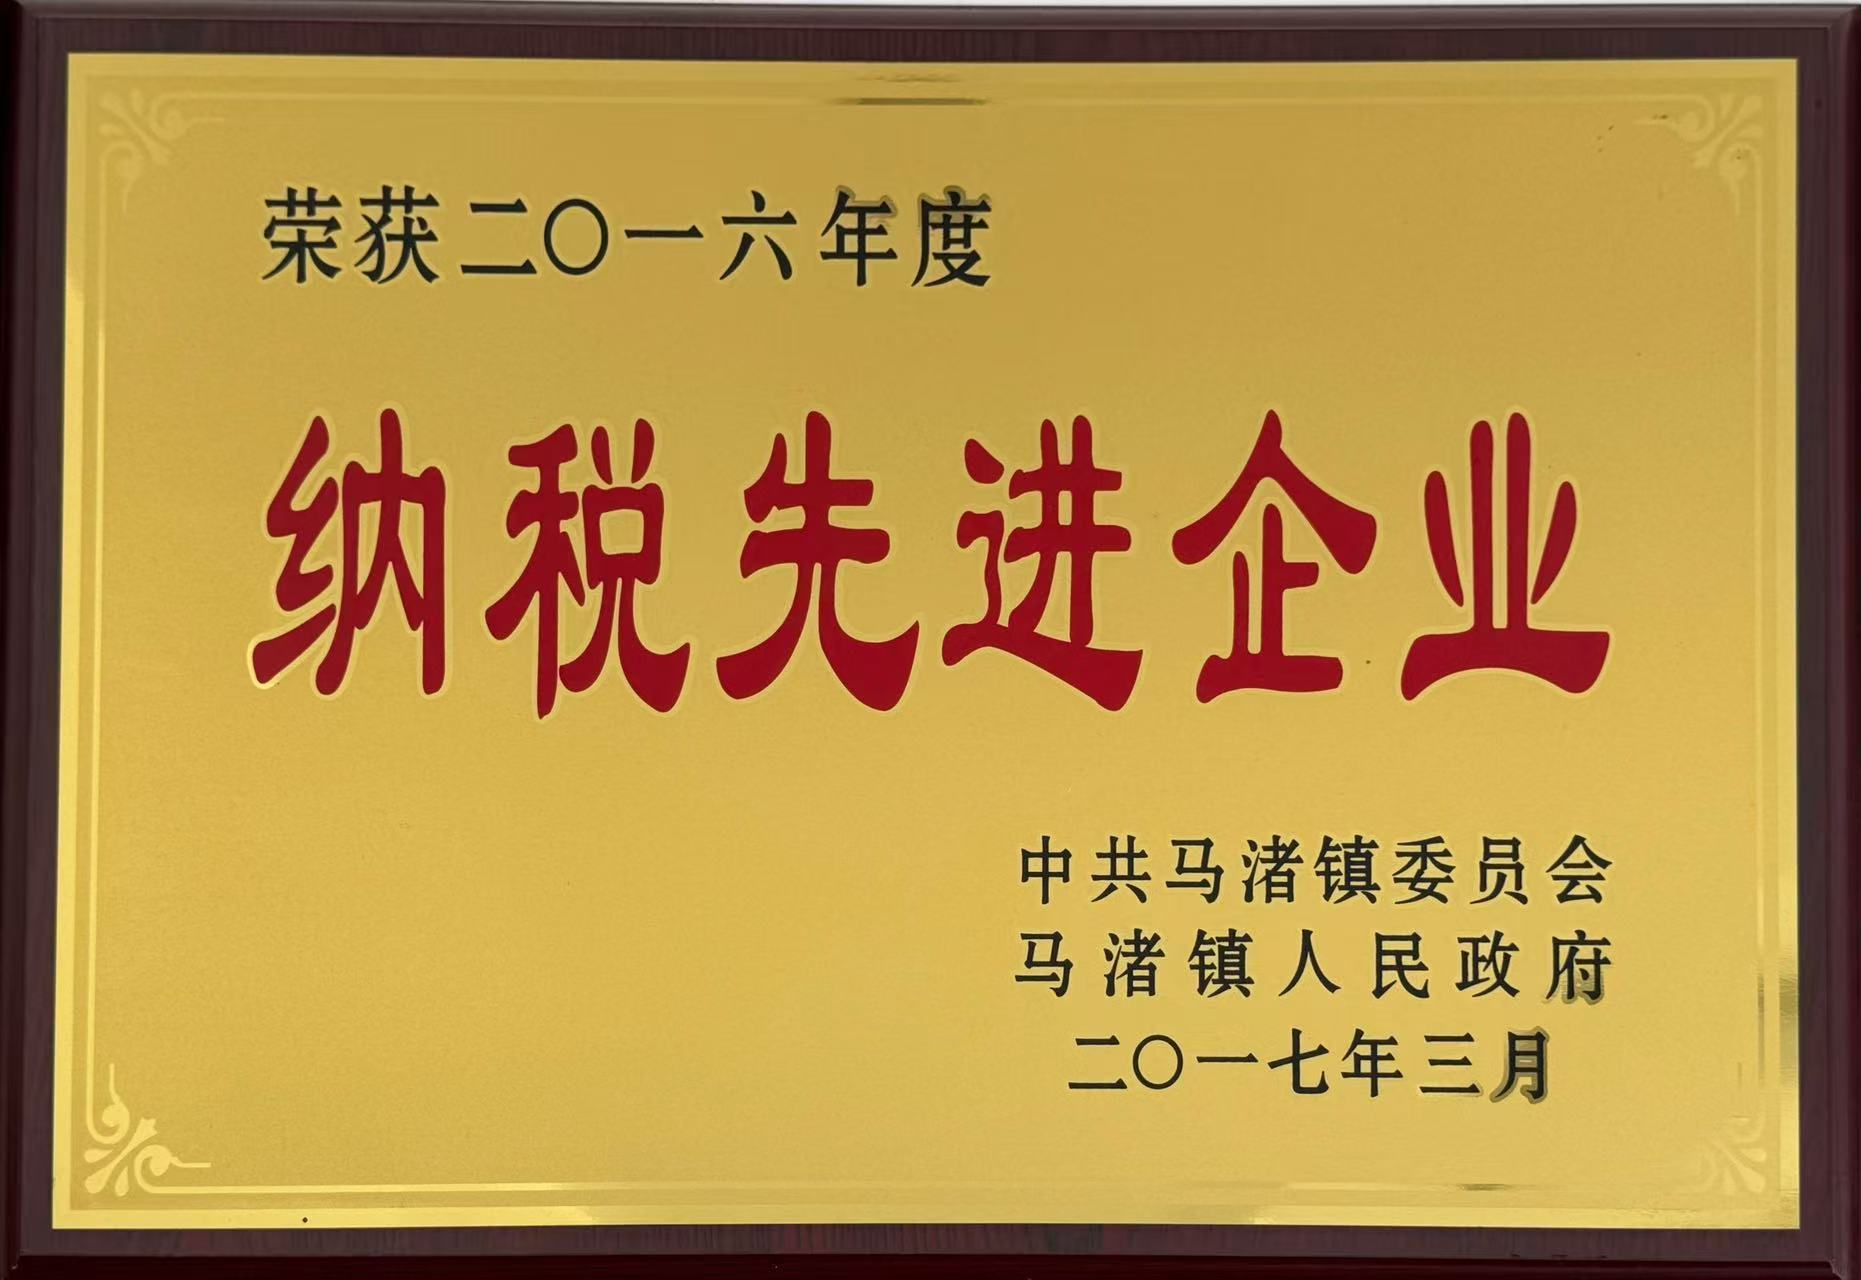 荣获二〇一六年度
纳税先进企业
中共马渚镇委员会
马渚镇人民政府
二〇一七年三月